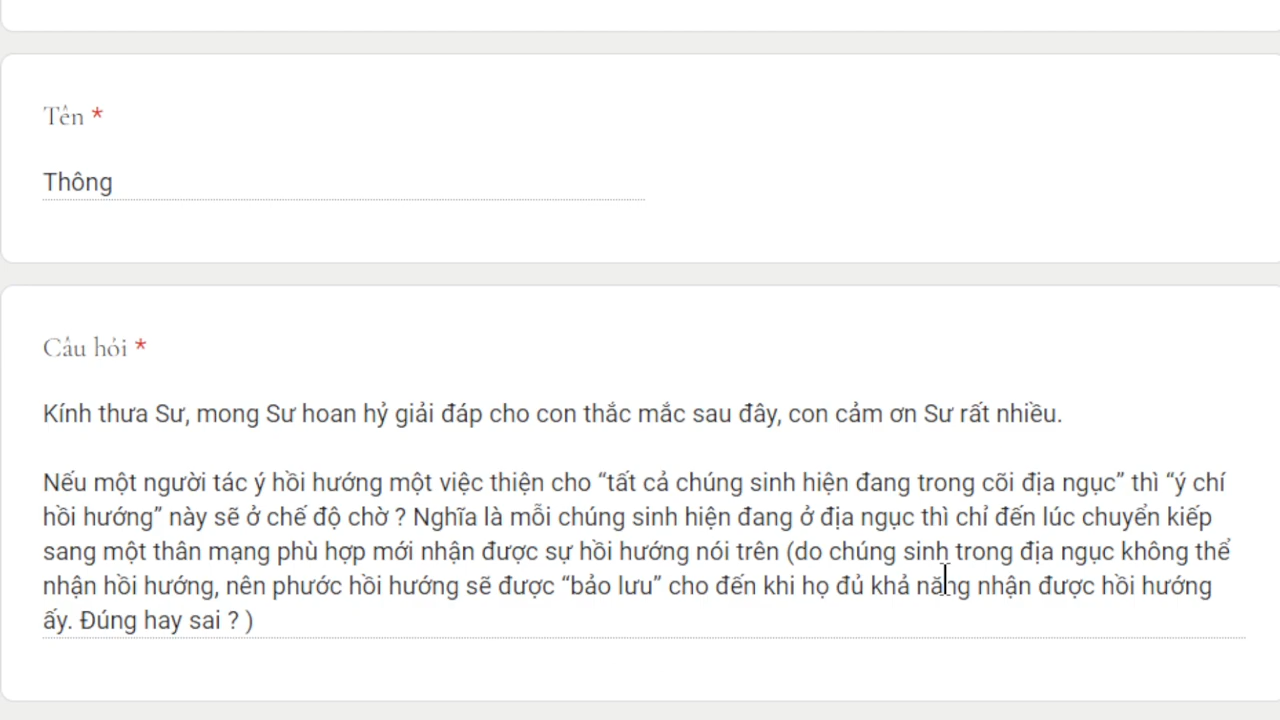 Tên *
Thông
Câu hỏi *
Kính thưa Sư, mong Sư hoan hỷ giải đáp cho con thắc mắc sau đây, con cảm ơn Sư rất nhiều.
Nếu một người tác ý hồi hướng một việc thiện cho “tất cả chúng sinh hiện đang trong cõi địa ngục” thì “ý chí
hồi hướng” này sẽ ở chế độ chờ ? Nghĩa là mỗi chúng sinh hiện đang ở địa ngục thì chỉ đến lúc chuyển kiếp
sang một thân mạng phù hợp mới nhận được sự hồi hướng nói trên (do chúng sinh trong địa ngục không thể
nhận hồi hướng, nên phước hồi hướng sẽ được “bảo lưu” cho đến khi họ đủ khả năng nhận được hồi hướng
ấy. Đúng hay sai ? )